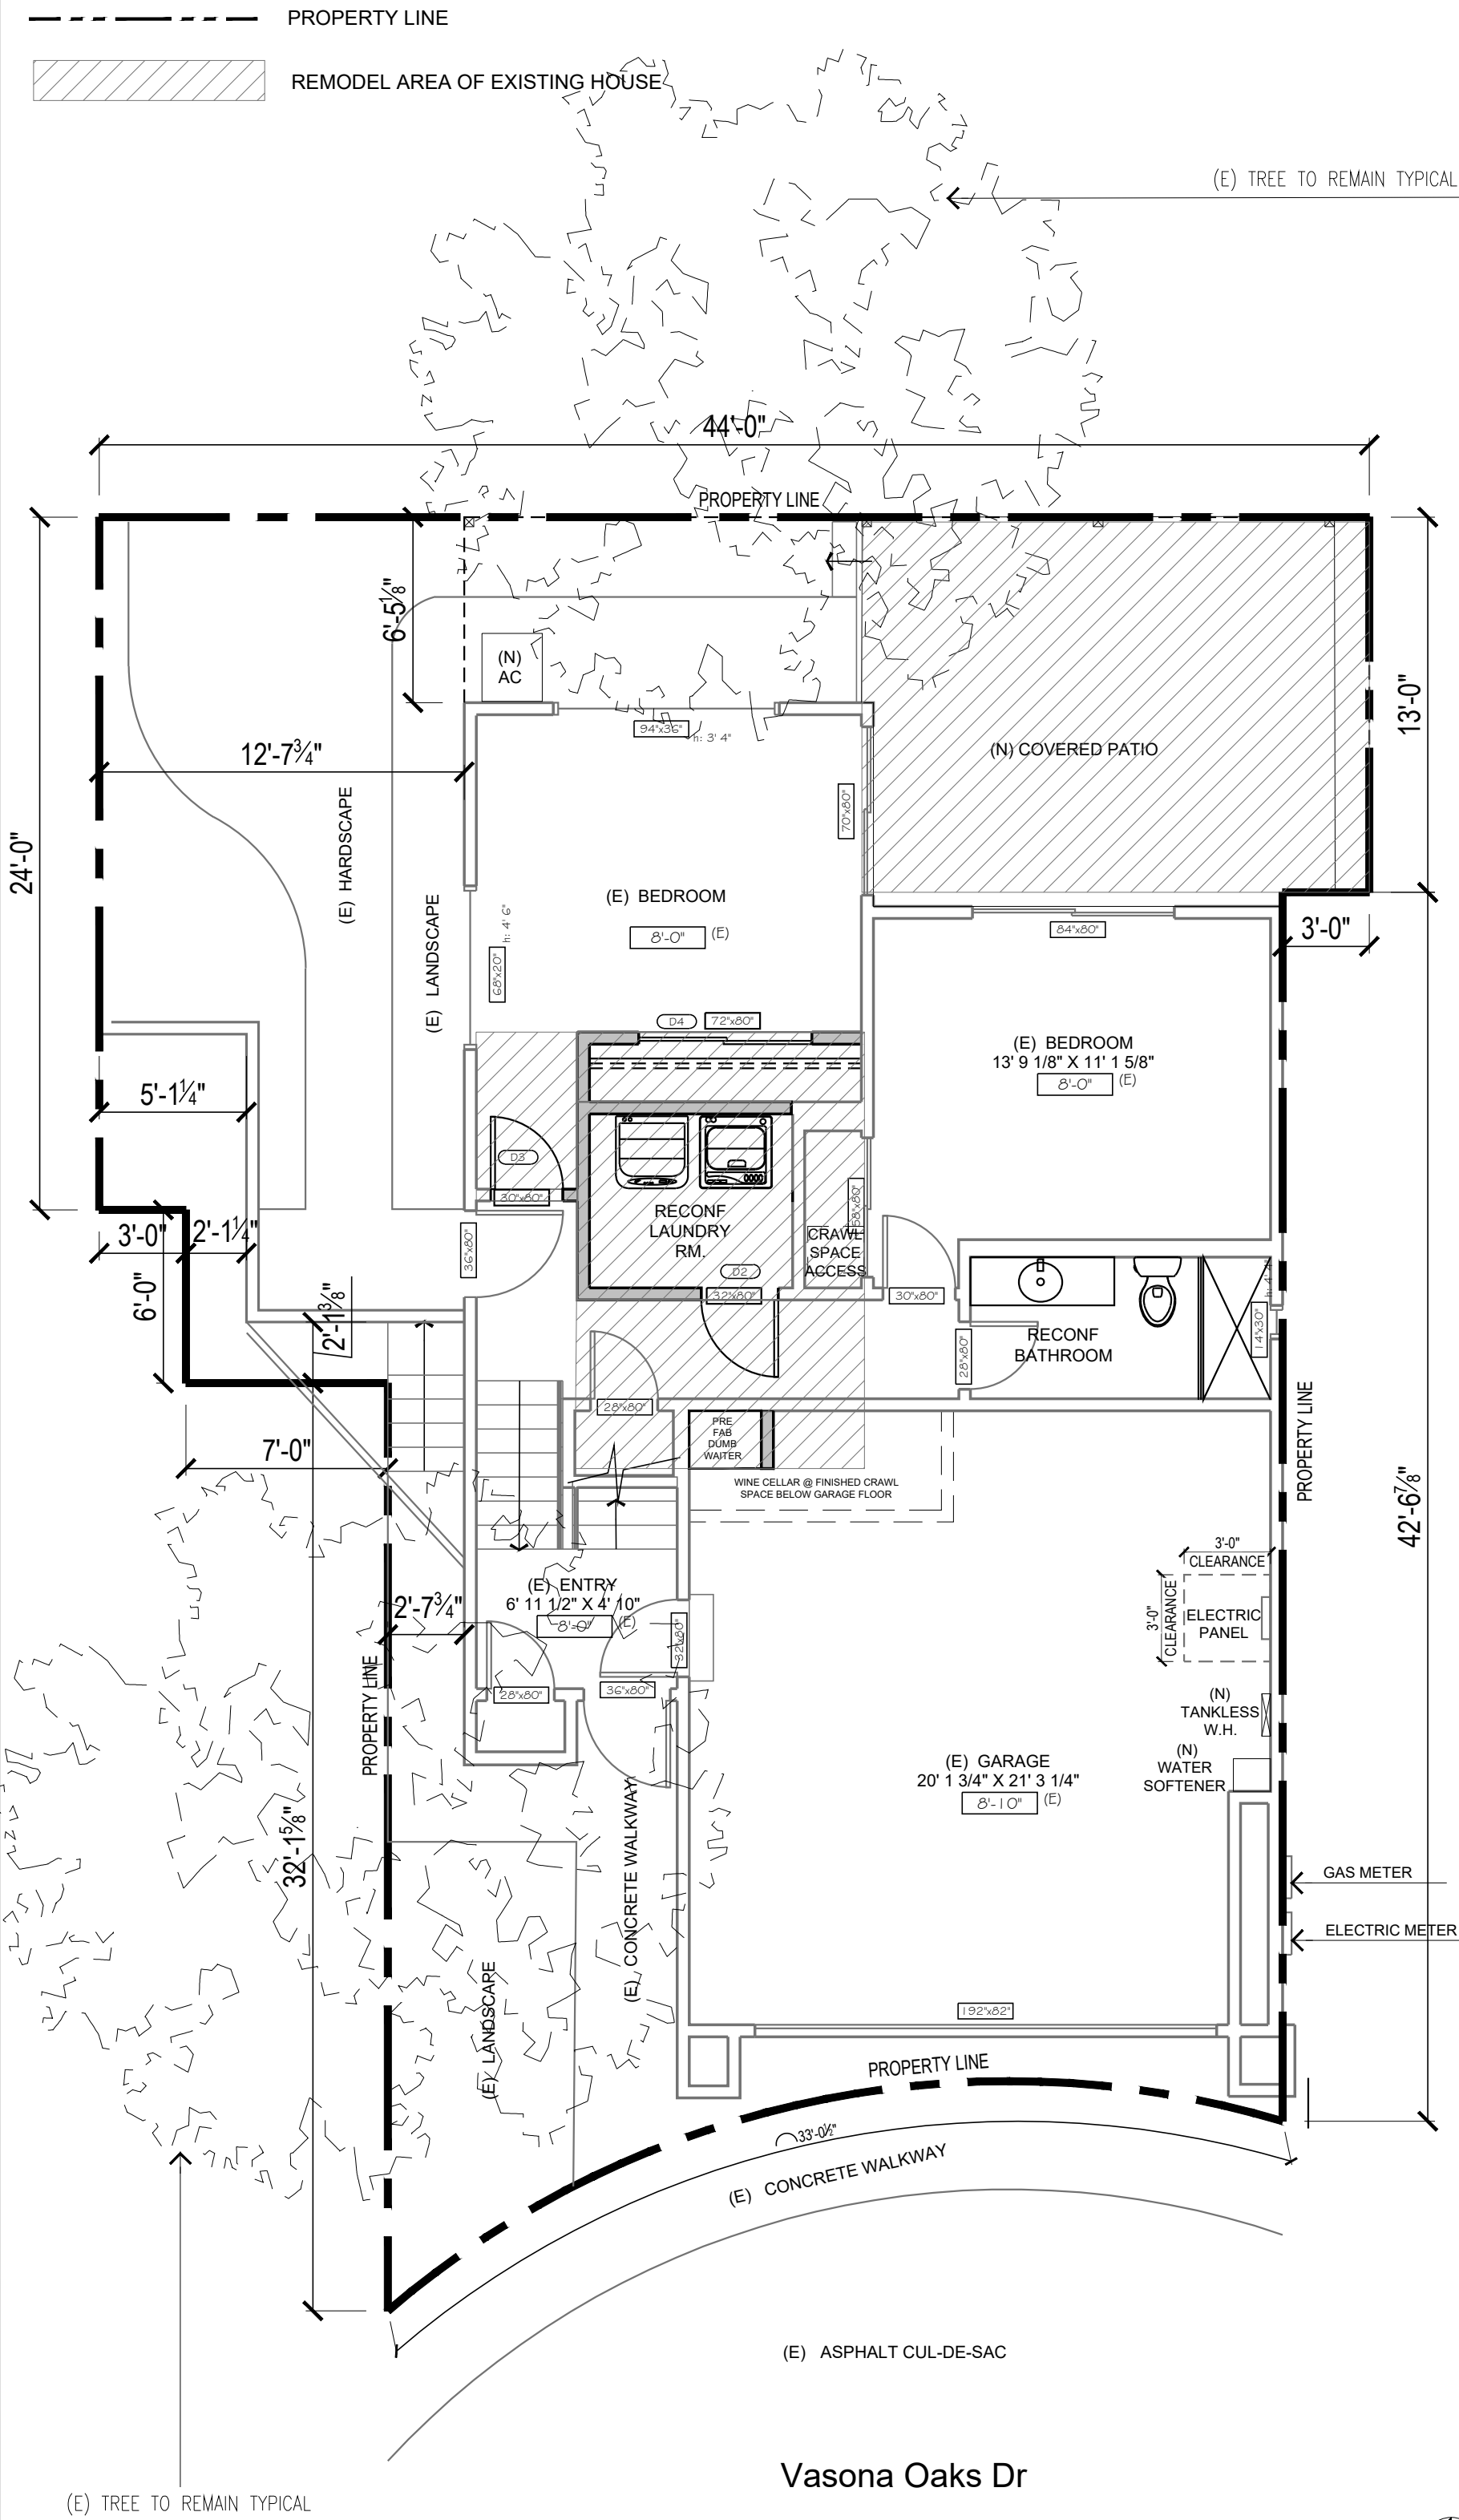 PROPERTY LINE
REMODEL AREA OF EXISTING HOUSE
(E) TREE TO REMAIN TYPICAL
44'-0"
PROPERTY LINE
6'-5⅛"
(N)
AC
94"x36"
h: 3' 4"
13'-0"
(N) COVERED PATIO
12'-7¾"
70"x80"
24'-0"
(E) HARDSCAPE
(E) LANDSCAPE
(E) BEDROOM
8'-0" (E)
h: 4' 6"
68"x20"
84"x80"
3'-0"
D4
72"x80"
(E) BEDROOM
13' 9 1/8" X 11' 1 5/8"
8'-0" (E)
5'-1¼"
D3
30"x80"
RECONF
LAUNDRY
RM.
68"x80"
CRAWL
SPACE
ACCESS
3'-0"
2'-1¼"
36"x80"
D2
32"x80"
30"x80"
6'-0"
2'-1⅜"
28"x80"
RECONF
BATHROOM
14"x30"
28"x80"
PRE
FAB
DUMB
WAITER
7'-0"
WINE CELLAR @ FINISHED CRAWL
SPACE BELOW GARAGE FLOOR
PROPERTY LINE
42'-6⅞"
3'-0"
CLEARANCE
3'-0"
CLEARANCE
ELECTRIC
PANEL
(E) ENTRY
6' 11 1/2" X 4' 10"
8'-0" (E)
2'-7¾"
32"x80"
28"x80"
36"x80"
PROPERTY LINE
(N)
TANKLESS
W.H.
(N)
WATER
SOFTENER
(E) GARAGE
20' 1 3/4" X 21' 3 1/4"
8'-10" (E)
32'-1⅝"
(E) CONCRETE WALKWAY
GAS METER
ELECTRIC METER
(E) LANDSCAPE
192"x82"
PROPERTY LINE
33'-0½"
(E) CONCRETE WALKWAY
(E) ASPHALT CUL-DE-SAC
Vasona Oaks Dr
(E) TREE TO REMAIN TYPICAL